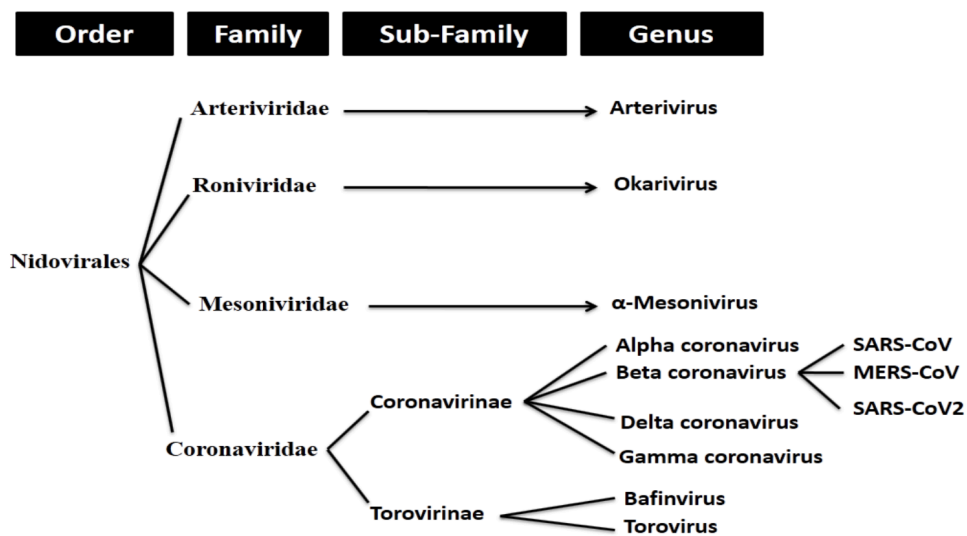 Order Family Sub-Family Genus
Arteriviridae Arterivirus
Roniviridae Okarivirus
Nidovirales
Mesoniviridae α-Mesonivirus
Alpha coronavirus SARS-CoV
Beta coronavirus MERS-CoV
Coronavirinae SARS-CoV2
Delta coronavirus
Coronaviridae Gamma coronavirus
Bafinvirus
Torovirinae Torovirus